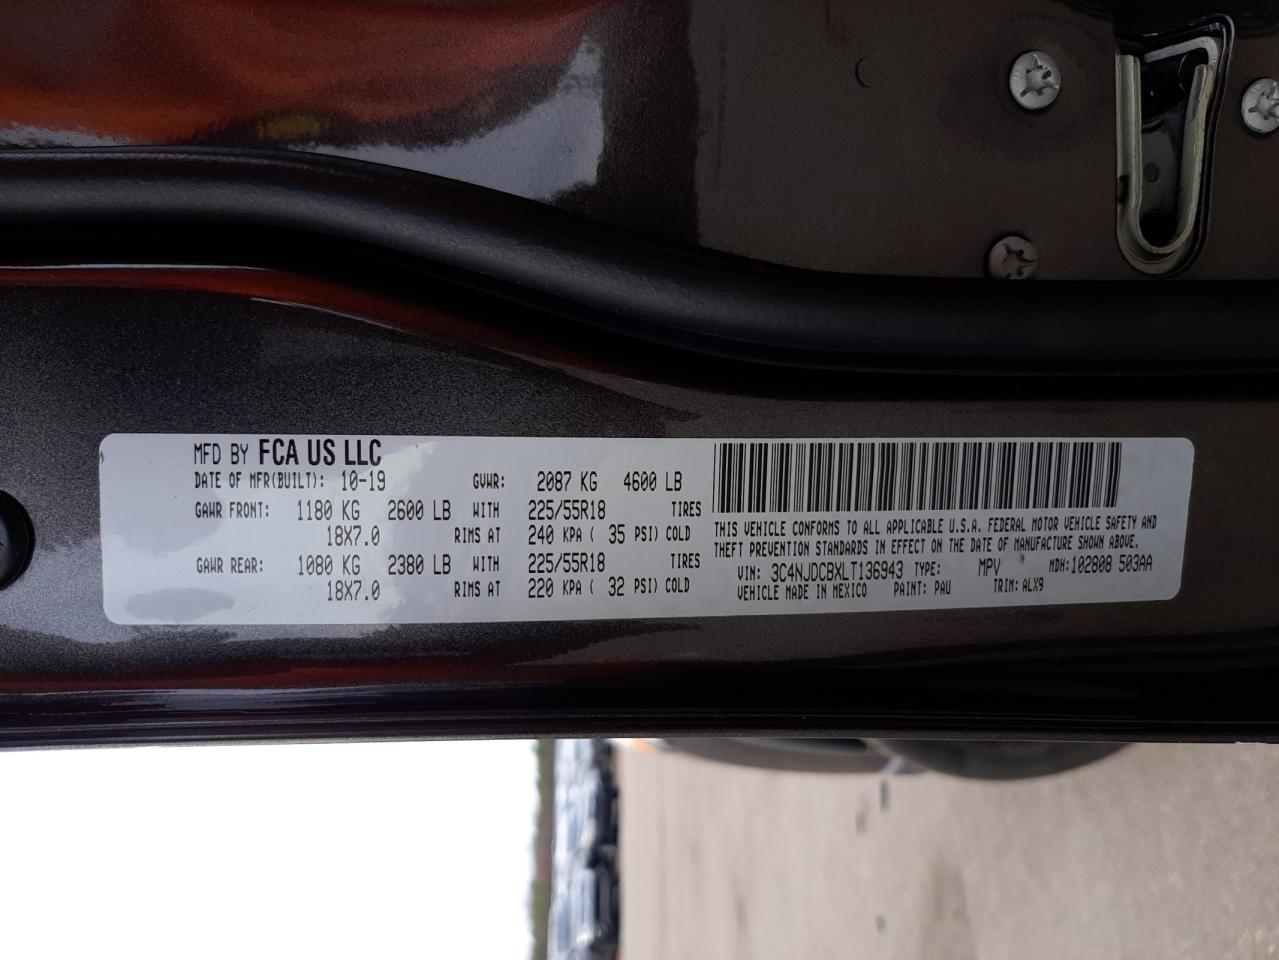 MFD BY FCA US LLC
DATE OF MFR(BUILT): 10-19 GVWR: 2087 KG 4600 LB
GAWR FRONT: 1180 KG 2600 LB WITH 225/55R18 TIRES
18X7.0 RIMS AT 240 KPA ( 35 PSI) COLD
GAWR REAR: 1080 KG 2380 LB WITH 225/55R18 TIRES
18X7.0 RIMS AT 220 KPA ( 32 PSI) COLD
THIS VEHICLE CONFORMS TO ALL APPLICABLE U.S.A. FEDERAL MOTOR VEHICLE SAFETY AND
THEFT PREVENTION STANDARDS IN EFFECT ON THE DATE OF MANUFACTURE SHOWN ABOVE.
VIN: 3C4NJDCBXLT136943 TYPE: MPV MDH:102808 503AA
VEHICLE MADE IN MEXICO PAINT: PAU TRIM: ALX9